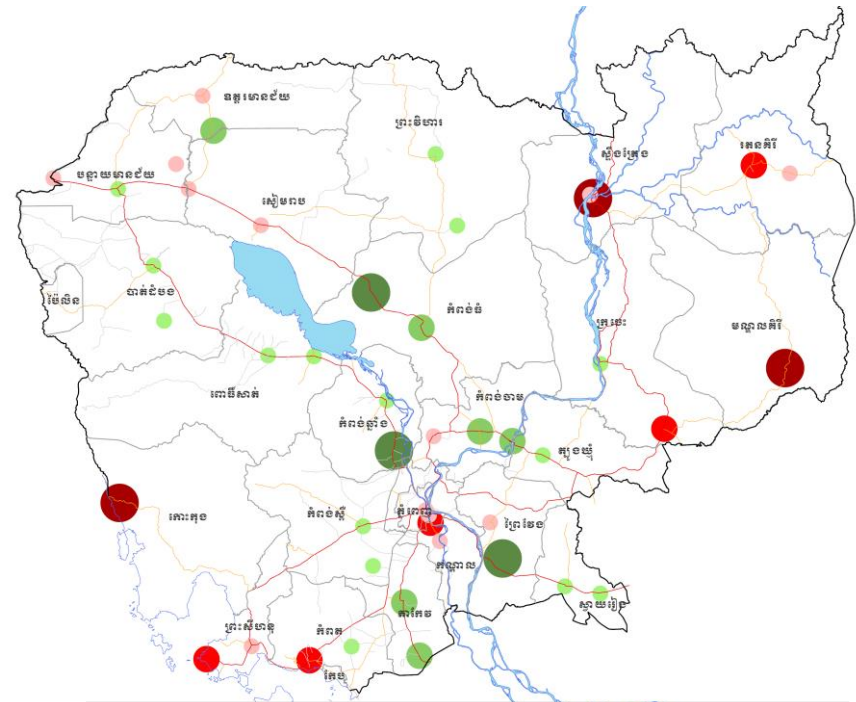 ឧត្តរមានជ័យ
ព្រះវិហារ
ស្ទឹងត្រែង
រតនគិរី
បន្ទាយមានជ័យ
សៀមរាប
ប៉ៃលិន
បាត់ដំបង
កំពង់ធំ
ក្រចេះ
មណ្ឌលគិរី
ពោធិ៍សាត់
កំពង់ឆ្នាំង
កំពង់ចាម
ត្បូងឃ្មុំ
កោះកុង
កំពង់ស្ពឺ
ភ្នំពេញ
ព្រៃវែង
កណ្តាល
តាកែវ
ស្វាយរៀង
ព្រះសីហនុ
កំពត
កែប